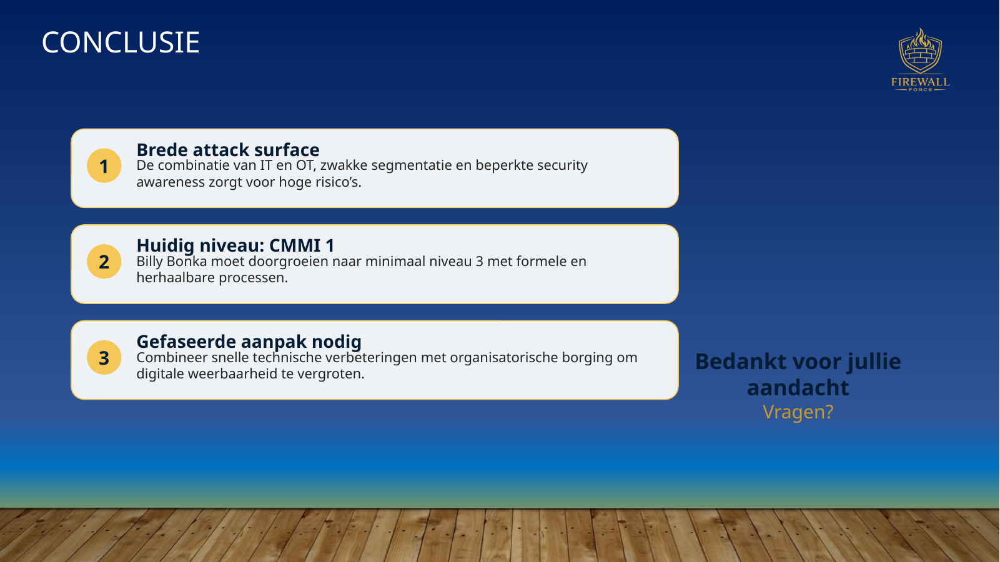 CONCLUSIE
FIREWALL
FORCE
1
Brede attack surface
De combinatie van IT en OT, zwakke segmentatie en beperkte security
awareness zorgt voor hoge risico’s.
2
Huidig niveau: CMMI 1
Billy Bonka moet doorgroeien naar minimaal niveau 3 met formele en
herhaalbare processen.
3
Gefaseerde aanpak nodig
Combineer snelle technische verbeteringen met organisatorische borging om
digitale weerbaarheid te vergroten.
Bedankt voor jullie
aandacht
Vragen?